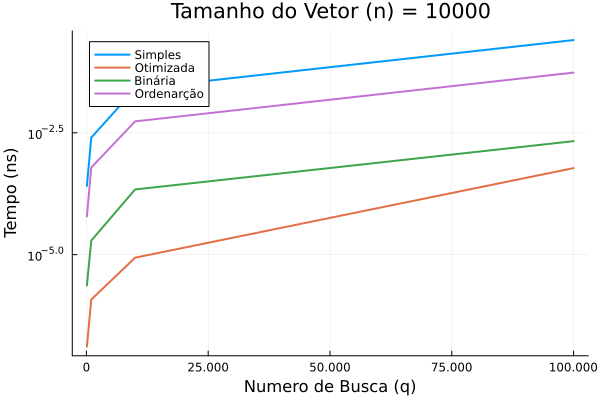 Tamanho do Vetor (n) = 10000
Simples
Otimizada
Binária
Ordenarção
10^-2.5
10^-5.0
Tempo (ns)
0 25.000 50.000 75.000 100.000
Numero de Busca (q)